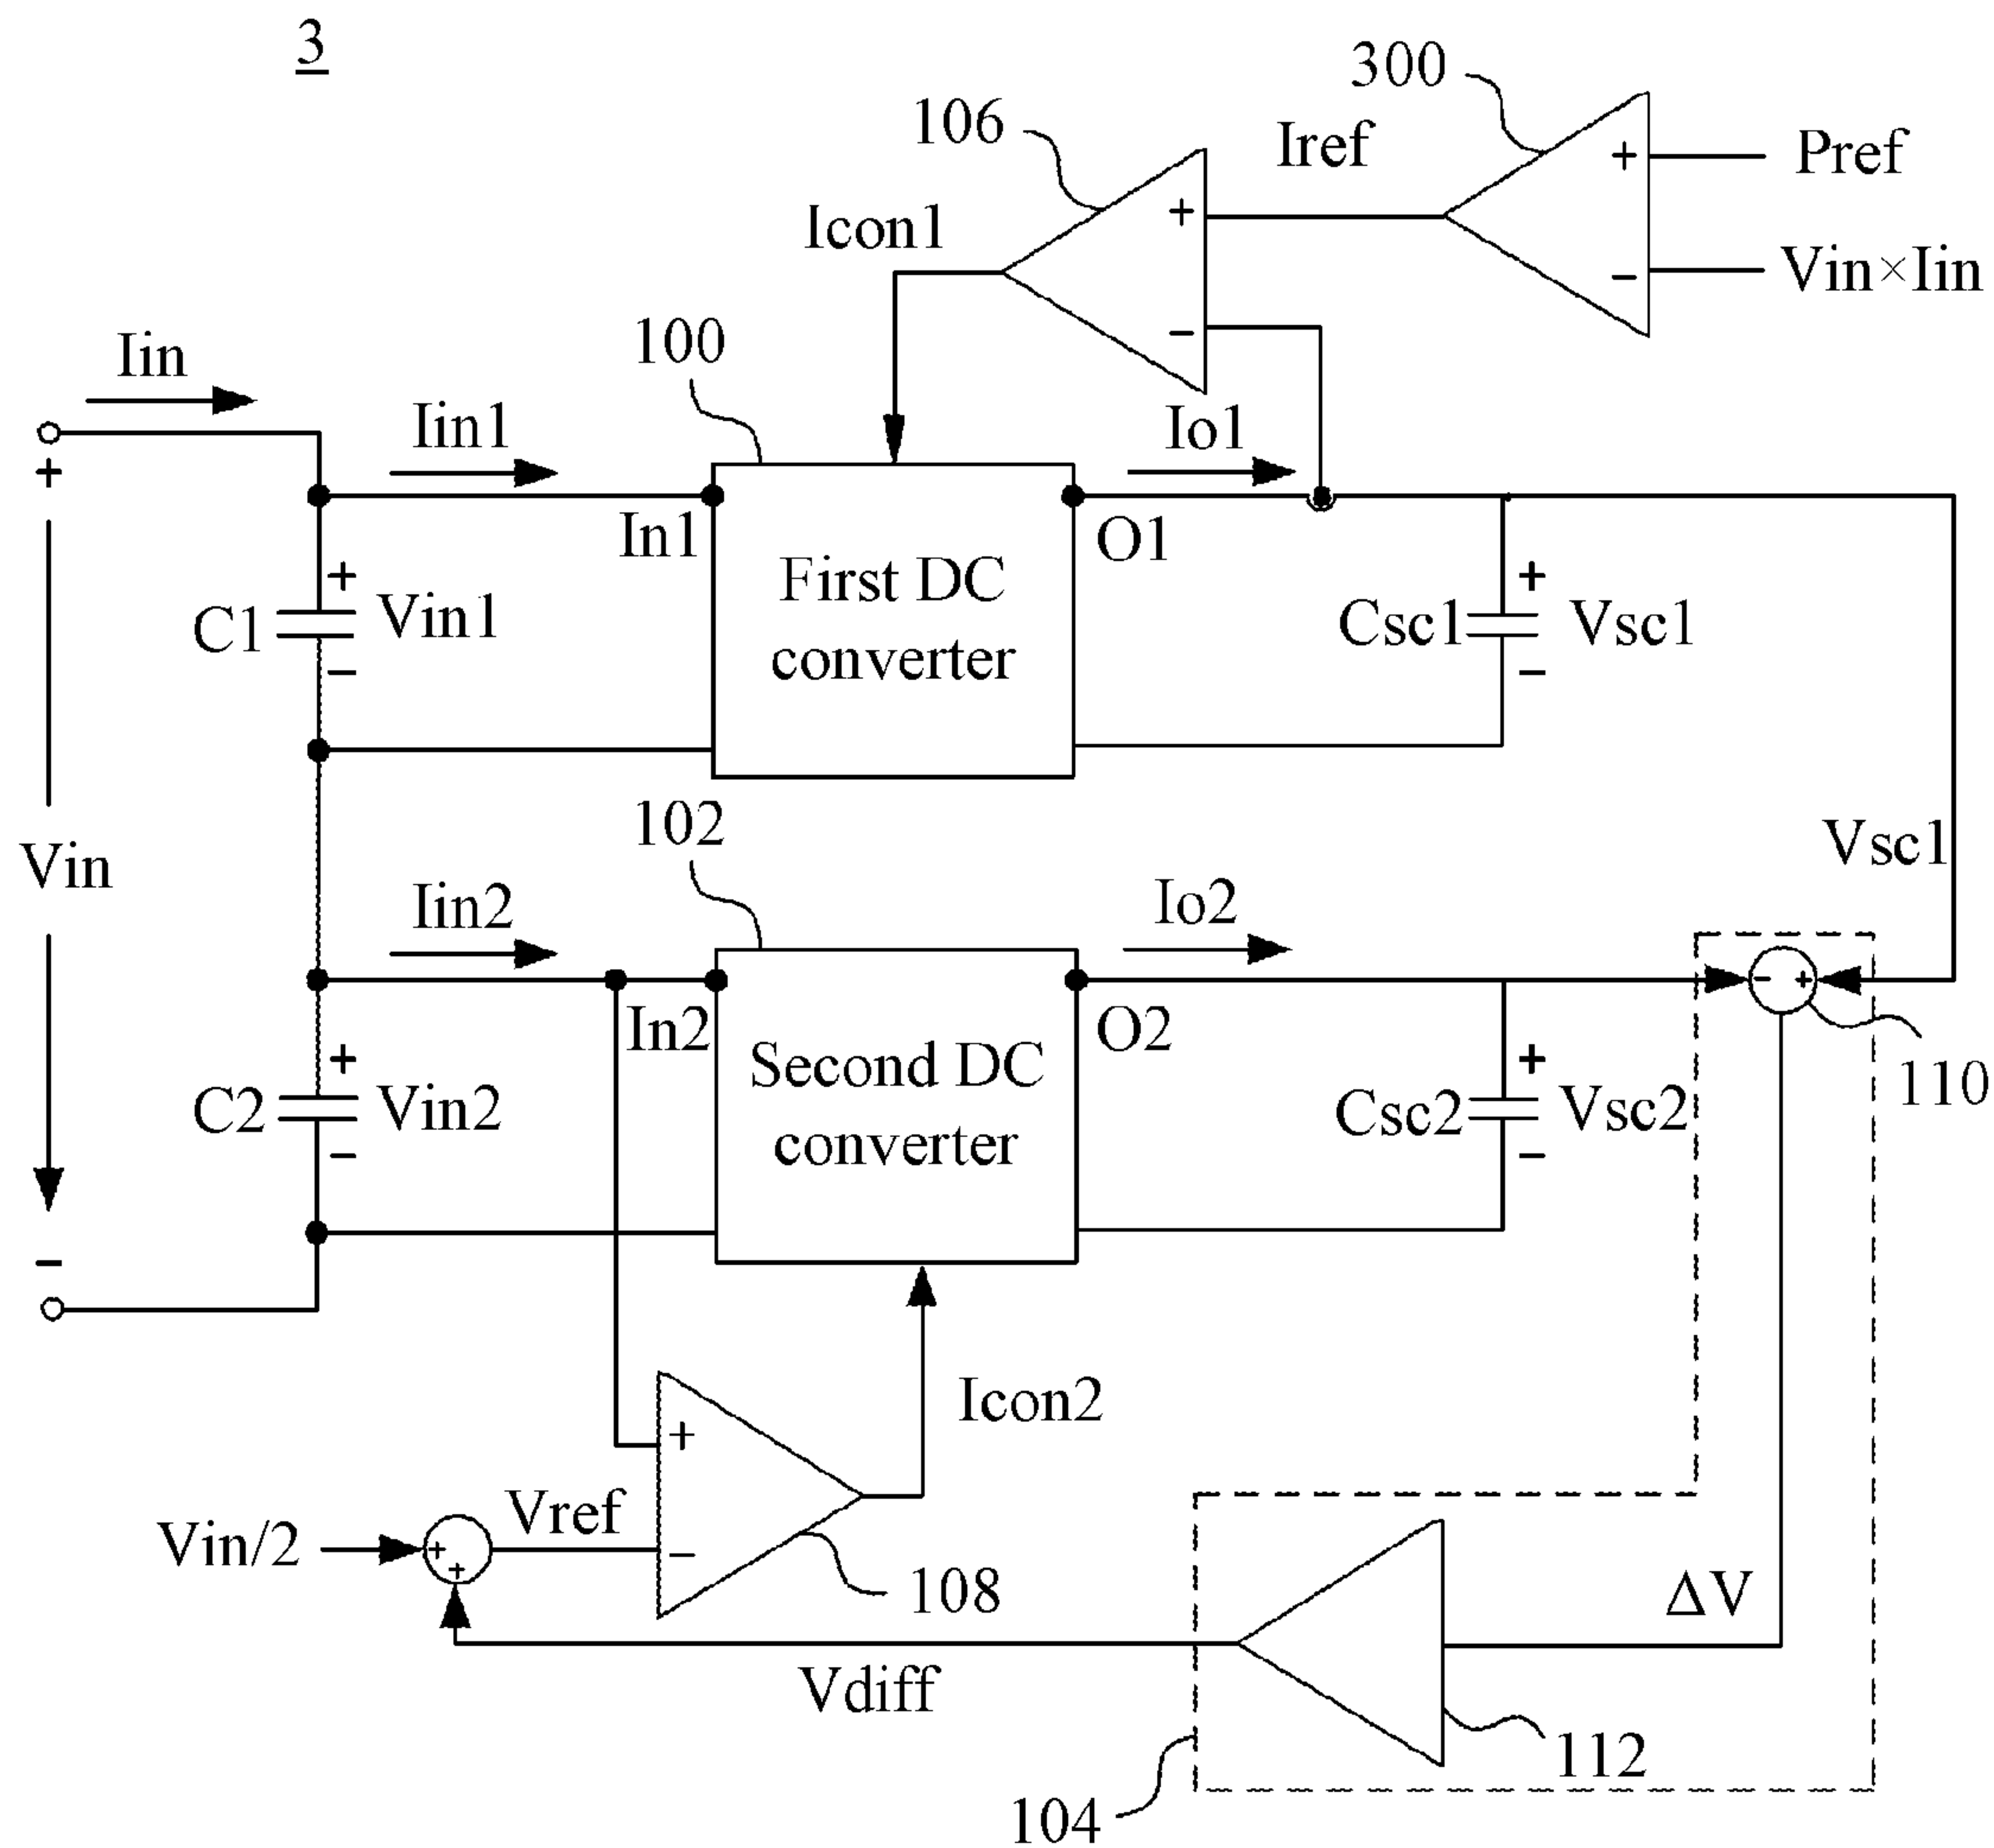 3
300
106
Iref
+
Pref
+
Icon1
−
Vin×Iin
−
100
Iin
Iin1
Io1
+
In1
O1
First DC
converter
+
C1
Vin1
−
+
Csc1
Vsc1
−
102
Vin
Vsc1
Iin2
Io2
− +
In2
O2
Second DC
converter
110
+
C2
Vin2
−
+
Csc2
Vsc2
−
−
Icon2
+
Vref
Vin/2
+
+
−
108
ΔV
Vdiff
112
104